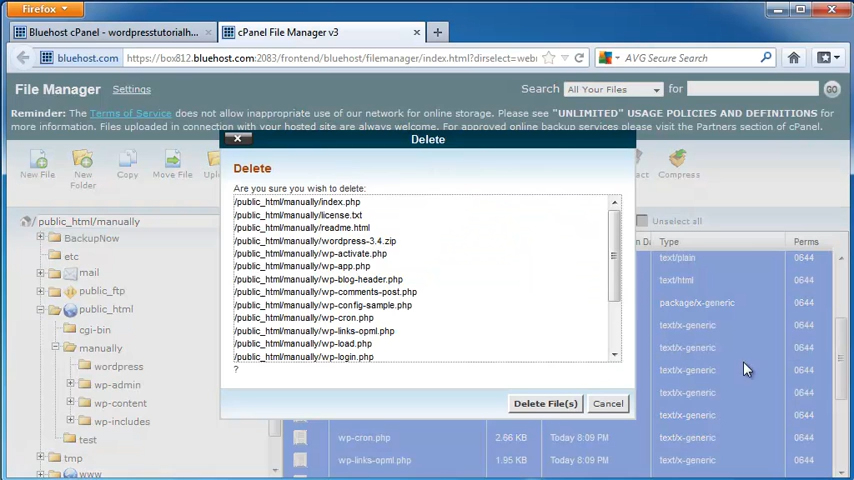 Firefox
Bluehost cPanel - wordpresstutorialh...
cPanel File Manager v3
bluehost.com
https://box812.bluehost.com:2083/frontend/bluehost/filemanager/index.html?dirselect=web
AVG Secure Search
File Manager
Settings
Search
All Your Files
for
GO
Reminder: The Terms of Service does not allow inappropriate use of our network for online storage. Please see "UNLIMITED" USAGE POLICIES AND DEFINITIONS for
more information. Files uploaded in connection with your hosted site are always welcome. For approved online backup services please visit the Partners section of cPanel.
New File
New Folder
Copy
Move File
Compress
/public_html/manually
Unselect all
Type
Perms
BackupNow
etc
mail
public_ftp
public_html
cgi-bin
manually
wordpress
wp-admin
wp-content
wp-includes
test
tmp
www
Delete
Delete
Are you sure you wish to delete:
/public_html/manually/index.php
/public_html/manually/license.txt
/public_html/manually/readme.html
/public_html/manually/wordpress-3.4.zip
/public_html/manually/wp-activate.php
/public_html/manually/wp-app.php
/public_html/manually/wp-blog-header.php
/public_html/manually/wp-comments-post.php
/public_html/manually/wp-config-sample.php
/public_html/manually/wp-cron.php
/public_html/manually/wp-links-opml.php
/public_html/manually/wp-load.php
/public_html/manually/wp-login.php
?
Delete File(s)
Cancel
text/plain 0644
text/html 0644
package/x-generic 0644
text/x-generic 0644
text/x-generic 0644
text/x-generic 0644
text/x-generic 0644
text/x-generic 0644
wp-cron.php 2.66 KB Today 8:09 PM text/x-generic 0644
wp-links-opml.php 1.95 KB Today 8:09 PM text/x-generic 0644